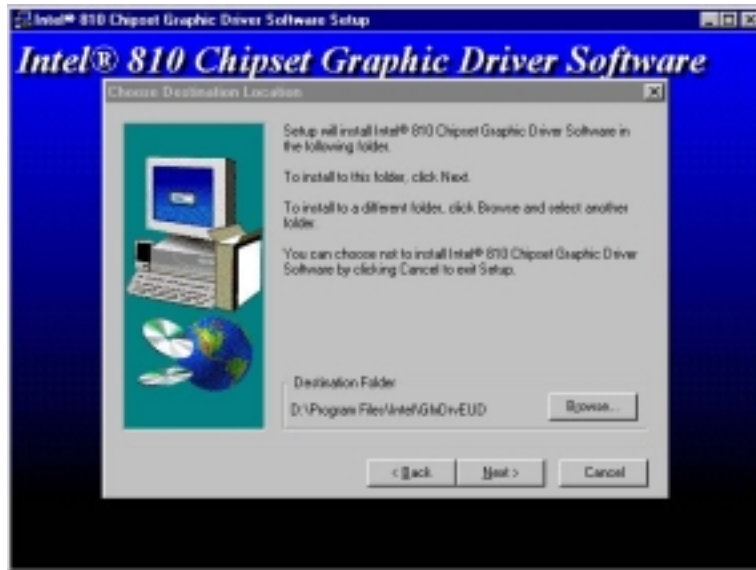 Intel® 810 Chipset Graphic Driver Software Setup
Intel® 810 Chipset Graphic Driver Software
Choose Destination Location
Setup will install Intel® 810 Chipset Graphic Driver Software in
the following folder.
To install to this folder, click Next.
To install to a different folder, click Browse and select another
folder.
You can choose not to install Intel® 810 Chipset Graphic Driver
Software by clicking Cancel to exit Setup.
Destination Folder
D:\Program Files\Intel\GfxDrvEUD
Browse...
< Back
Next >
Cancel